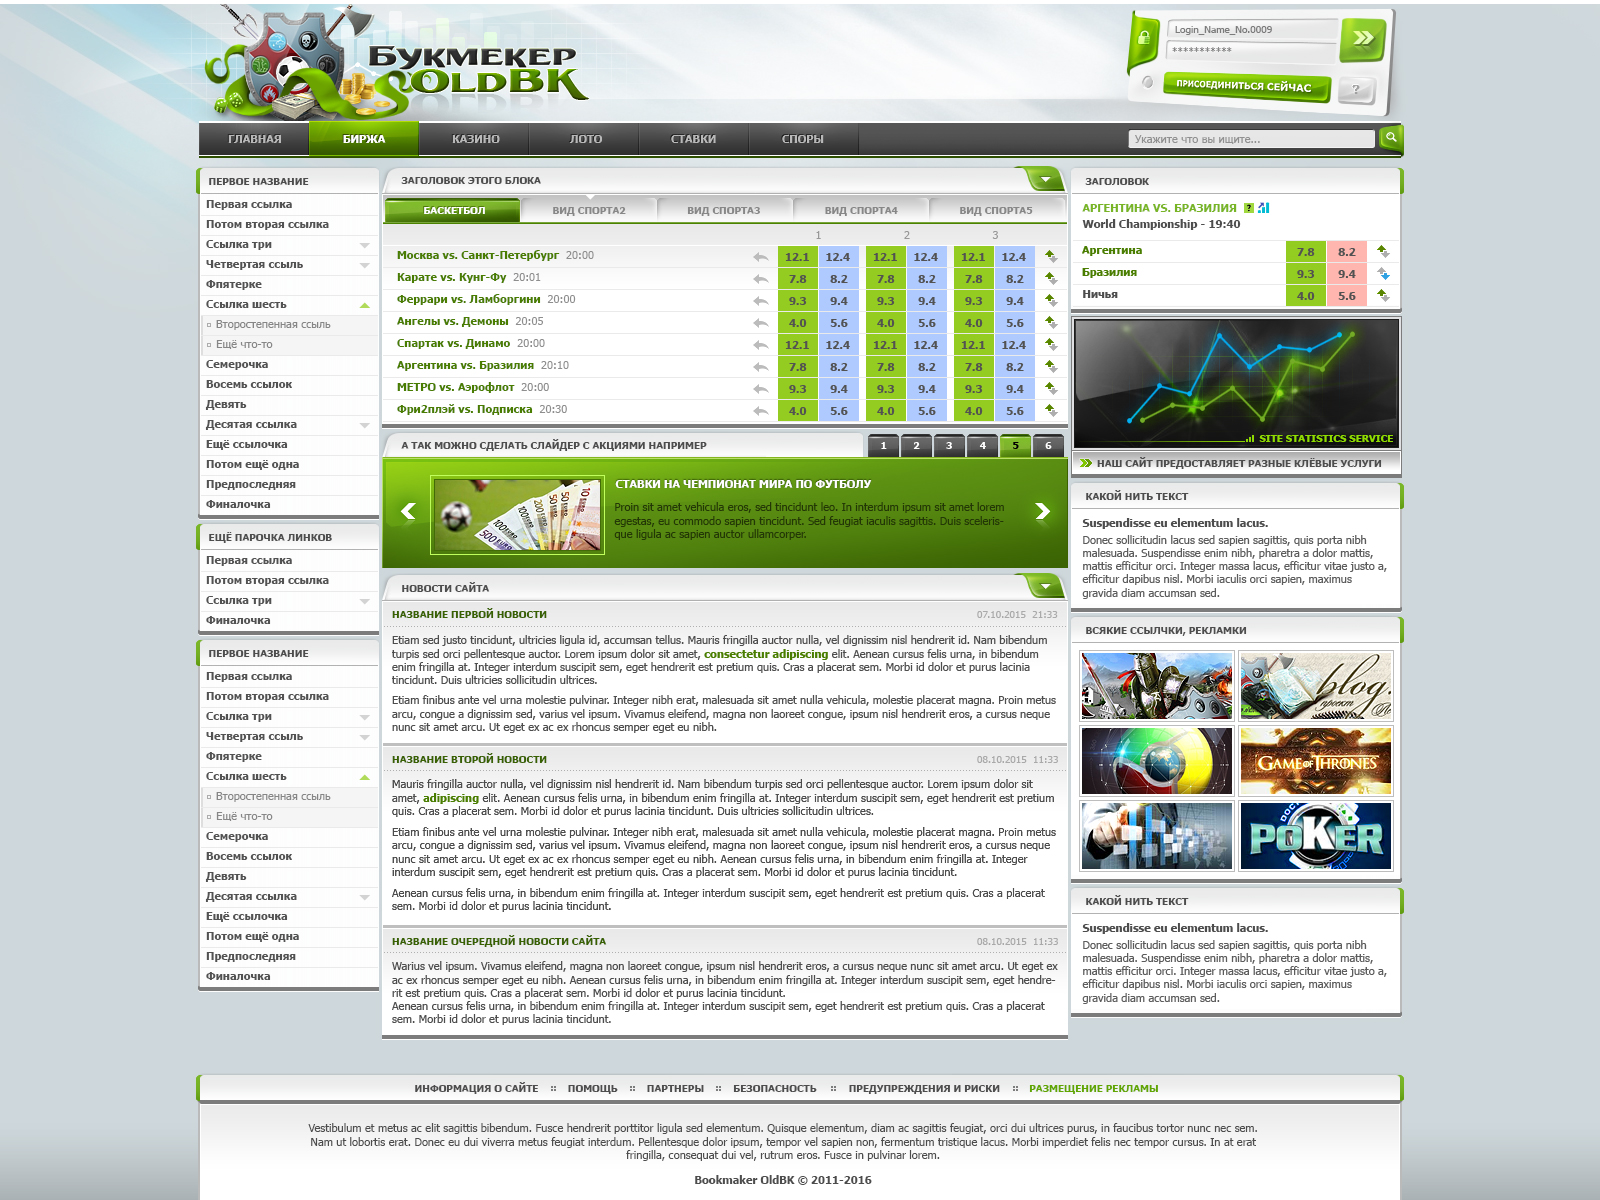 БУКМЕКЕР
OLDBK
Login_Name_No.0009
***********
ПРИСОЕДИНИТЬСЯ СЕЙЧАС
?
ГЛАВНАЯ
БИРЖА
КАЗИНО
ЛОТО
СТАВКИ
СПОРЫ
Укажите что вы ищите...
ПЕРВОЕ НАЗВАНИЕ
Первая ссылка
Потом вторая ссылка
Ссылка три
Четвертая ссыль
Фпятерке
Ссылка шесть
Второстепенная ссыль
Ещё что-то
Семерочка
Восемь ссылок
Девять
Десятая ссылка
Ещё ссылочка
Потом ещё одна
Предпоследняя
Финалочка
ЕЩЁ ПАРОЧКА ЛИНКОВ
Первая ссылка
Потом вторая ссылка
Ссылка три
Финалочка
ПЕРВОЕ НАЗВАНИЕ
Первая ссылка
Потом вторая ссылка
Ссылка три
Четвертая ссыль
Фпятерке
Ссылка шесть
Второстепенная ссыль
Ещё что-то
Семерочка
Восемь ссылок
Девять
Десятая ссылка
Ещё ссылочка
Потом ещё одна
Предпоследняя
Финалочка
ЗАГОЛОВОК ЭТОГО БЛОКА
БАСКЕТБОЛ ВИД СПОРТА2 ВИД СПОРТА3 ВИД СПОРТА4 ВИД СПОРТА5
1 2 3
Москва vs. Санкт-Петербург 20:00 12.1 12.4 12.1 12.4 12.1 12.4
Карате vs. Кунг-Фу 20:01 7.8 8.2 7.8 8.2 7.8 8.2
Феррари vs. Ламборгини 20:00 9.3 9.4 9.3 9.4 9.3 9.4
Ангелы vs. Демоны 20:05 4.0 5.6 4.0 5.6 4.0 5.6
Спартак vs. Динамо 20:00 12.1 12.4 12.1 12.4 12.1 12.4
Аргентина vs. Бразилия 20:10 7.8 8.2 7.8 8.2 7.8 8.2
МЕТРО vs. Аэрофлот 20:00 9.3 9.4 9.3 9.4 9.3 9.4
Фри2плэй vs. Подписка 20:30 4.0 5.6 4.0 5.6 4.0 5.6
А ТАК МОЖНО СДЕЛАТЬ СЛАЙДЕР С АКЦИЯМИ НАПРИМЕР 1 2 3 4 5 6
СТАВКИ НА ЧЕМПИОНАТ МИРА ПО ФУТБОЛУ
Proin sit amet vehicula eros, sed tincidunt leo. In interdum ipsum sit amet lorem
egestas, eu commodo sapien tincidunt. Sed feugiat iaculis sagittis. Duis sceleris-
que ligula ac sapien auctor ullamcorper.
НОВОСТИ САЙТА
НАЗВАНИЕ ПЕРВОЙ НОВОСТИ 07.10.2015 21:33
Etiam sed justo tincidunt, ultricies ligula id, accumsan tellus. Mauris fringilla auctor nulla, vel dignissim nisl hendrerit id. Nam bibendum
turpis sed orci pellentesque auctor. Lorem ipsum dolor sit amet, consectetur adipiscing elit. Aenean cursus felis urna, in bibendum
enim fringilla at. Integer interdum suscipit sem, eget hendrerit est pretium quis. Cras a placerat sem. Morbi id dolor et purus lacinia
tincidunt. Duis ultricies sollicitudin ultrices.
Etiam finibus ante vel urna molestie pulvinar. Integer nibh erat, malesuada sit amet nulla vehicula, molestie placerat magna. Proin metus
arcu, congue a dignissim sed, varius vel ipsum. Vivamus eleifend, magna non laoreet congue, ipsum nisl hendrerit eros, a cursus neque
nunc sit amet arcu. Ut eget ex ac ex rhoncus semper eget eu nibh.
НАЗВАНИЕ ВТОРОЙ НОВОСТИ 08.10.2015 11:33
Mauris fringilla auctor nulla, vel dignissim nisl hendrerit id. Nam bibendum turpis sed orci pellentesque auctor. Lorem ipsum dolor sit
amet, adipiscing elit. Aenean cursus felis urna, in bibendum enim fringilla at. Integer interdum suscipit sem, eget hendrerit est pretium
quis. Cras a placerat sem. Morbi id dolor et purus lacinia tincidunt. Duis ultricies sollicitudin ultrices.
Etiam finibus ante vel urna molestie pulvinar. Integer nibh erat, malesuada sit amet nulla vehicula, molestie placerat magna. Proin metus
arcu, congue a dignissim sed, varius vel ipsum. Vivamus eleifend, magna non laoreet congue, ipsum nisl hendrerit eros, a cursus neque
nunc sit amet arcu. Ut eget ex ac ex rhoncus semper eget eu nibh. Aenean cursus felis urna, in bibendum enim fringilla at. Integer
interdum suscipit sem, eget hendrerit est pretium quis. Cras a placerat sem. Morbi id dolor et purus lacinia tincidunt.
Aenean cursus felis urna, in bibendum enim fringilla at. Integer interdum suscipit sem, eget hendrerit est pretium quis. Cras a placerat
sem. Morbi id dolor et purus lacinia tincidunt.
НАЗВАНИЕ ОЧЕРЕДНОЙ НОВОСТИ САЙТА 08.10.2015 11:33
Warius vel ipsum. Vivamus eleifend, magna non laoreet congue, ipsum nisl hendrerit eros, a cursus neque nunc sit amet arcu. Ut eget ex
ac ex rhoncus semper eget eu nibh. Aenean cursus felis urna, in bibendum enim fringilla at. Integer interdum suscipit sem, eget hendre-
rit est pretium quis. Cras a placerat sem. Morbi id dolor et purus lacinia tincidunt.
Aenean cursus felis urna, in bibendum enim fringilla at. Integer interdum suscipit sem, eget hendrerit est pretium quis. Cras a placerat
sem. Morbi id dolor et purus lacinia tincidunt.
ЗАГОЛОВОК
АРГЕНТИНА VS. БРАЗИЛИЯ ?
World Championship - 19:40
Аргентина 7.8 8.2
Бразилия 9.3 9.4
Ничья 4.0 5.6
SITE STATISTICS SERVICE
НАШ САЙТ ПРЕДОСТАВЛЯЕТ РАЗНЫЕ КЛЁВЫЕ УСЛУГИ
КАКОЙ НИТЬ ТЕКСТ
Suspendisse eu elementum lacus.
Donec sollicitudin lacus sed sapien sagittis, quis porta nibh
malesuada. Suspendisse enim nibh, pharetra a dolor mattis,
mattis efficitur orci. Integer massa lacus, efficitur vitae justo a,
efficitur dapibus nisl. Morbi iaculis orci sapien, maximus
gravida diam accumsan sed.
ВСЯКИЕ ССЫЛЧКИ, РЕКЛАМКИ
blog.
проект
GAME OF THRONES
POKER
КАКОЙ НИТЬ ТЕКСТ
Suspendisse eu elementum lacus.
Donec sollicitudin lacus sed sapien sagittis, quis porta nibh
malesuada. Suspendisse enim nibh, pharetra a dolor mattis,
mattis efficitur orci. Integer massa lacus, efficitur vitae justo a,
efficitur dapibus nisl. Morbi iaculis orci sapien, maximus
gravida diam accumsan sed.
ИНФОРМАЦИЯ О САЙТЕ :: ПОМОЩЬ :: ПАРТНЕРЫ :: БЕЗОПАСНОСТЬ :: ПРЕДУПРЕЖДЕНИЯ И РИСКИ :: РАЗМЕЩЕНИЕ РЕКЛАМЫ
Vestibulum et metus ac elit sagittis bibendum. Fusce hendrerit porttitor ligula sed elementum. Quisque elementum, diam ac sagittis feugiat, orci dui ultrices purus, in faucibus tortor nunc nec sem.
Nam ut lobortis erat. Donec eu dui viverra metus feugiat interdum. Pellentesque dolor ipsum, tempor vel sapien non, fermentum tristique lacus. Morbi imperdiet felis nec tempor cursus. In at erat
fringilla, consequat dui vel, rutrum eros. Fusce in pulvinar lorem.
Bookmaker OldBK © 2011-2016